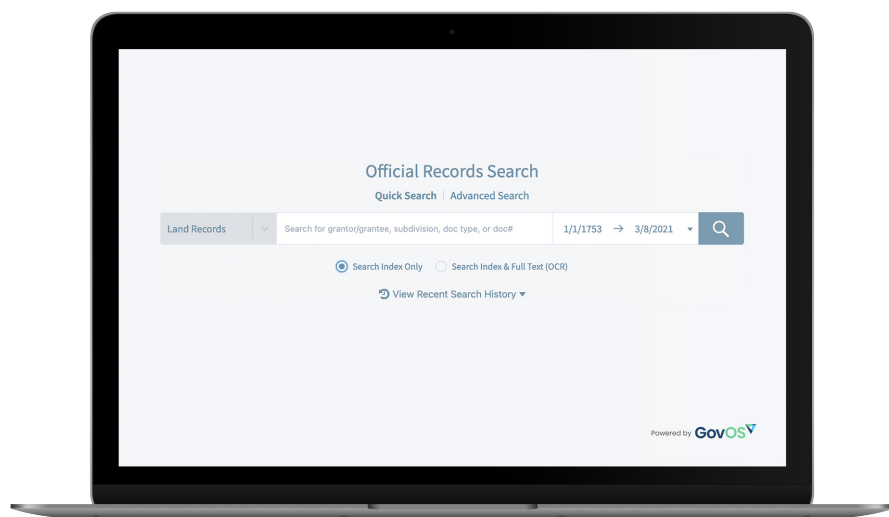 Official Records Search
Quick Search | Advanced Search
Land Records
Search for grantor/grantee, subdivision, doc type, or doc#
1/1/1753 → 3/8/2021
Search Index Only
Search Index & Full Text (OCR)
View Recent Search History
Powered by GovOS